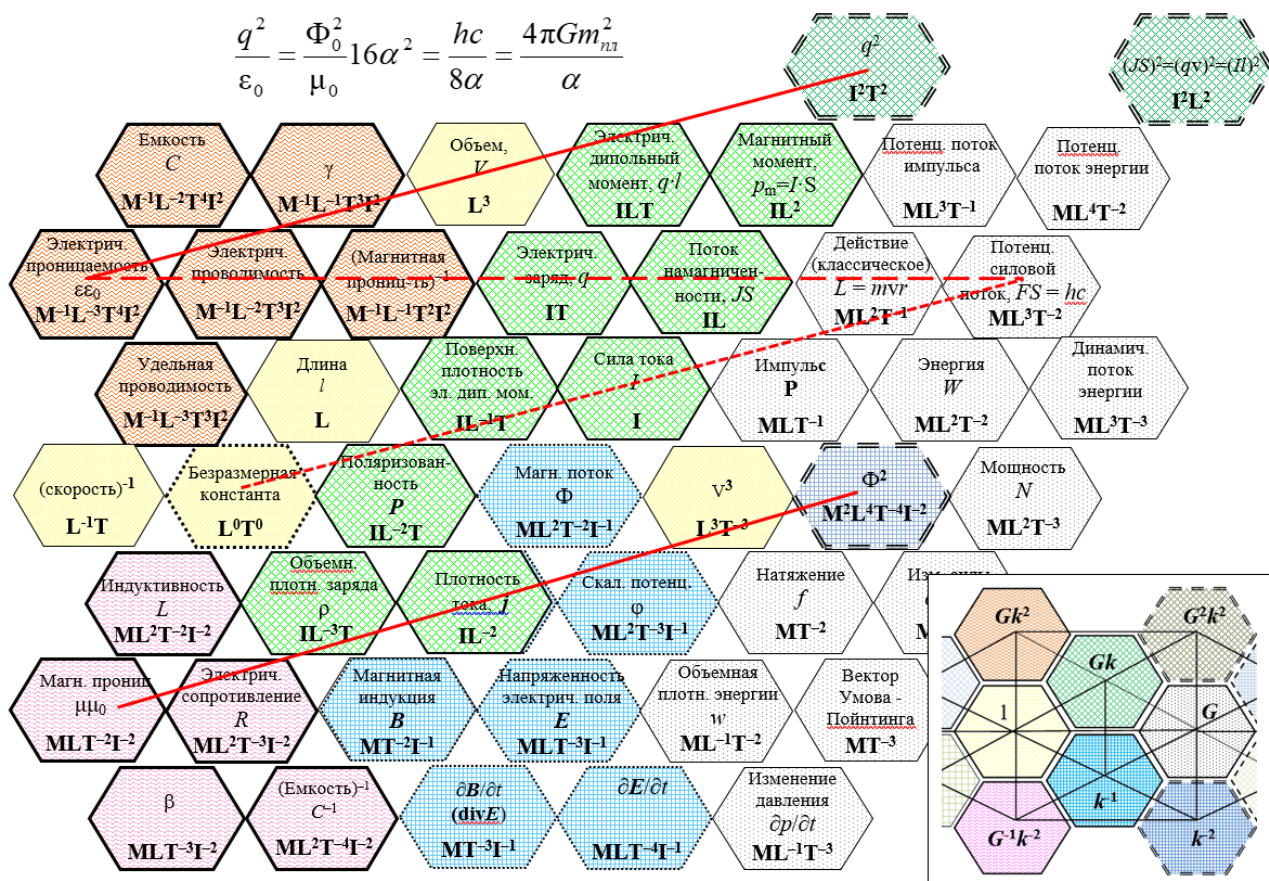 q² / ε₀ = Φ₀² / μ₀ 16α² = hc / 8α = 4πGm²пл / α
q²
I²T²
(JS)²=(qv)²=(Il)²
I²L²
Емкость
C
M⁻¹L⁻²T⁴I²
γ
M⁻¹L⁻¹T³I²
Объем,
V
L³
Электрич.
дипольный
момент, q·l
ILT
Магнитный
момент,
pm=I·S
IL²
Потенц. поток
импульса
ML³T⁻¹
Потенц.
поток энергии
ML⁴T⁻²
Электрич.
проницаемость
εε₀
M⁻¹L⁻³T⁴I²
Электрич.
проводимость
M⁻¹L⁻²T³I²
(Магнитная
прониц-ть)⁻¹
M⁻¹L⁻¹T²I²
Электрич.
заряд, q
IT
Поток
намагничен-
ности, JS
IL
Действие
(классическое)
L = mvr
ML²T⁻¹
Потенц.
силовой
поток, FS = hc
ML³T⁻²
Удельная
проводимость
M⁻¹L⁻³T³I²
Длина
l
L
Поверхн.
плотность
эл. дип. мом.
IL⁻¹T
Сила тока
I
I
Импульс
P
MLT⁻¹
Энергия
W
ML²T⁻²
Динамич.
поток
энергии
ML³T⁻³
(скорость)⁻¹
L⁻¹T
Безразмерная
константа
L⁰T⁰
Поляризован-
ность
P
IL⁻²T
Магн. поток
Φ
ML²T⁻²I⁻¹
V³
L³T⁻³
Φ²
M²L⁴T⁻⁴I⁻²
Мощность
N
ML²T⁻³
Индуктивность
L
ML²T⁻²I⁻²
Объемн.
плотн. заряда
ρ
IL⁻³T
Плотность
тока, j
IL⁻²
Скал. потенц.
φ
ML²T⁻³I⁻¹
Натяжение
f
MT⁻²
Магн. прониц.
μμ₀
MLT⁻²I⁻²
Электрич.
сопротивление
R
ML²T⁻³I⁻²
Магнитная
индукция
B
MT⁻²I⁻¹
Напряженность
электрич. поля
E
MLT⁻³I⁻¹
Объемная
плотн. энергии
w
ML⁻¹T⁻²
Вектор
Умова -
Пойнтинга
MT⁻³
β
MLT⁻³I⁻²
(Емкость)⁻¹
C⁻¹
ML²T⁻⁴I⁻²
∂B/∂t
(divE)
MT⁻³I⁻¹
∂E/∂t
MLT⁻⁴I⁻¹
Изменение
давления
∂p/∂t
ML⁻¹T⁻³
Gk²
G²k²
Gk
1
G
k⁻¹
G⁻¹k⁻²
k⁻²